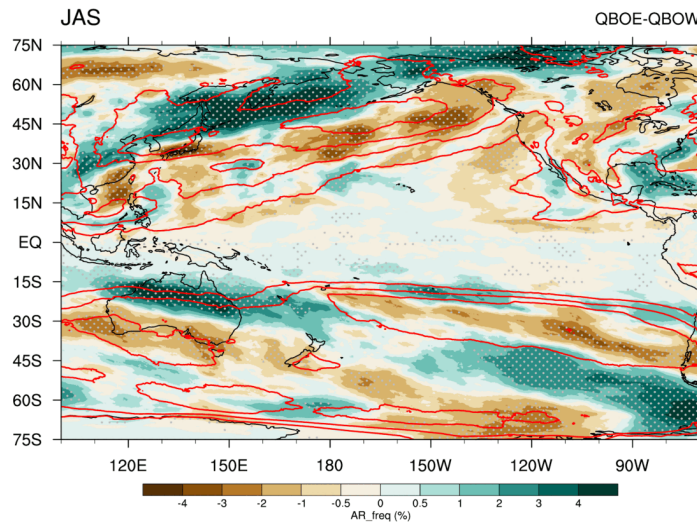 JAS QBOE-QBOW
75N
60N
45N
30N
15N
EQ
15S
30S
45S
60S
75S
120E 150E 180 150W 120W 90W
-4 -3 -2 -1 -0.5 0 0.5 1 2 3 4
AR_freq (%)